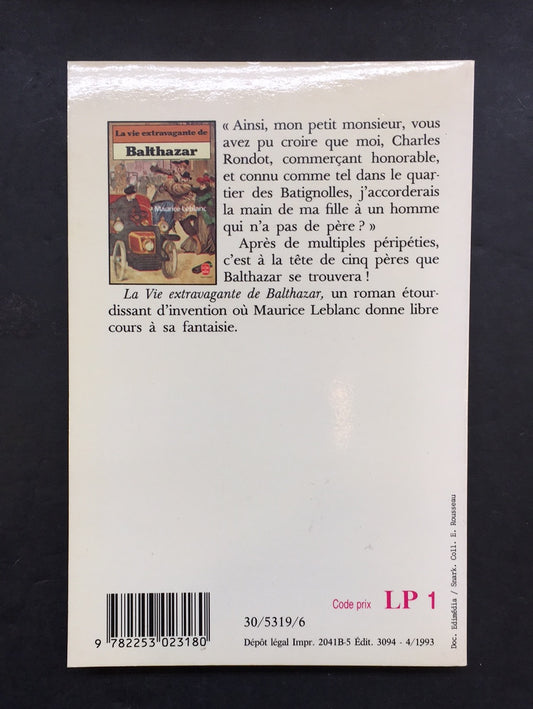 La vie extravagante de
Balthazar
Maurice Leblanc
« Ainsi, mon petit monsieur, vous
avez pu croire que moi, Charles
Rondot, commerçant honorable,
et connu comme tel dans le quar-
tier des Batignolles, j'accorderais
la main de ma fille à un homme
qui n'a pas de père ? »
Après de multiples péripéties,
c'est à la tête de cinq pères que
Balthazar se trouvera !
La Vie extravagante de Balthazar, un roman étour-
dissant d'invention où Maurice Leblanc donne libre
cours à sa fantaisie.
Doc. Edimédia / Snark. Coll. E. Rousseau
Code prix LP 1
30/5319/6
9 782253 023180
Dépôt légal Impr. 2041B-5 Édit. 3094 - 4/1993